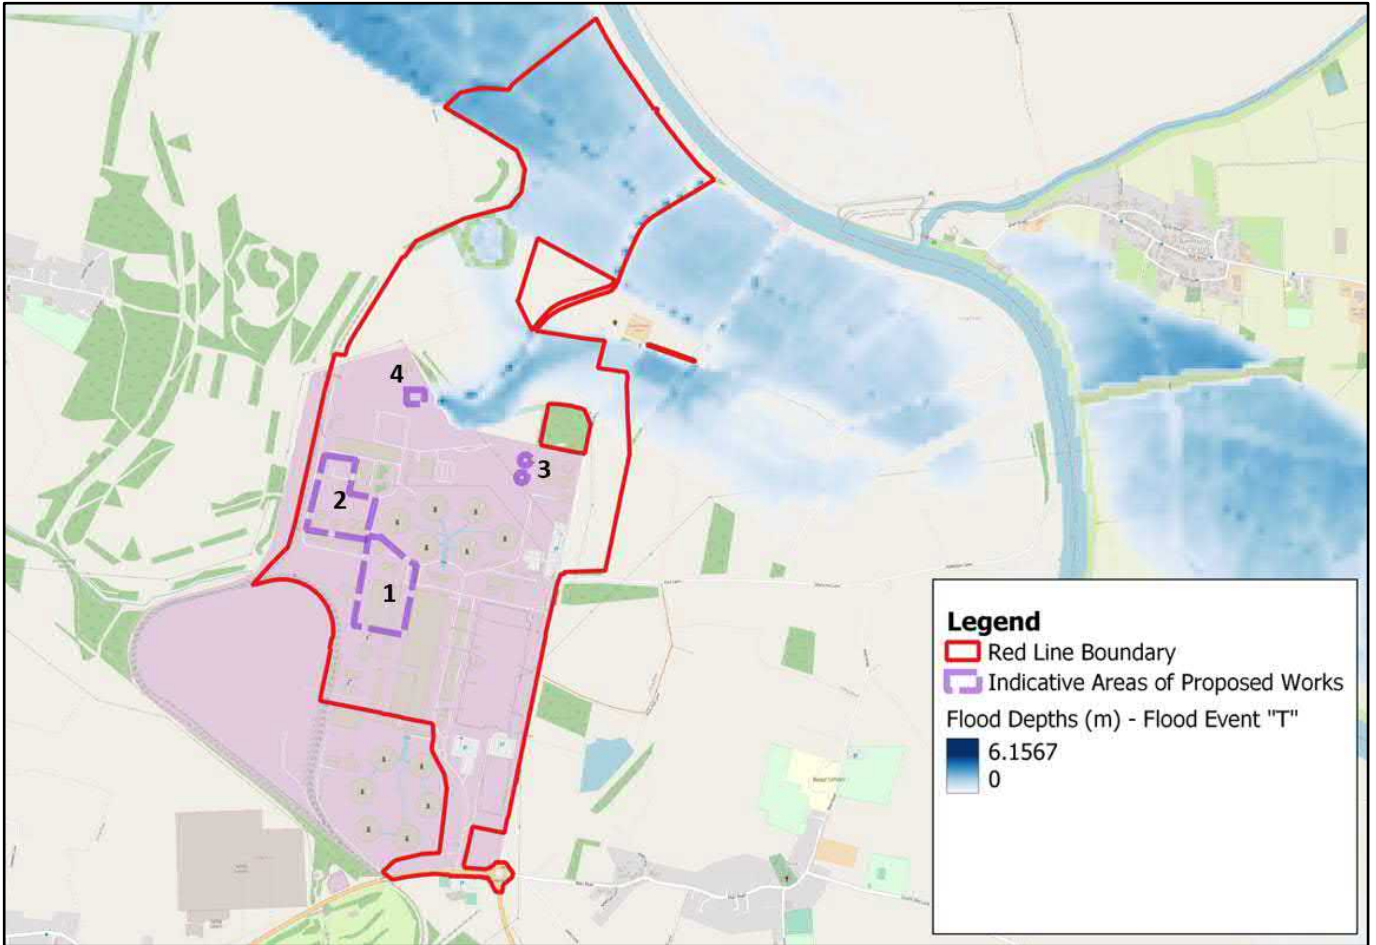 4
3
2
1
Legend
Red Line Boundary
Indicative Areas of Proposed Works
Flood Depths (m) - Flood Event "T"
6.1567
0